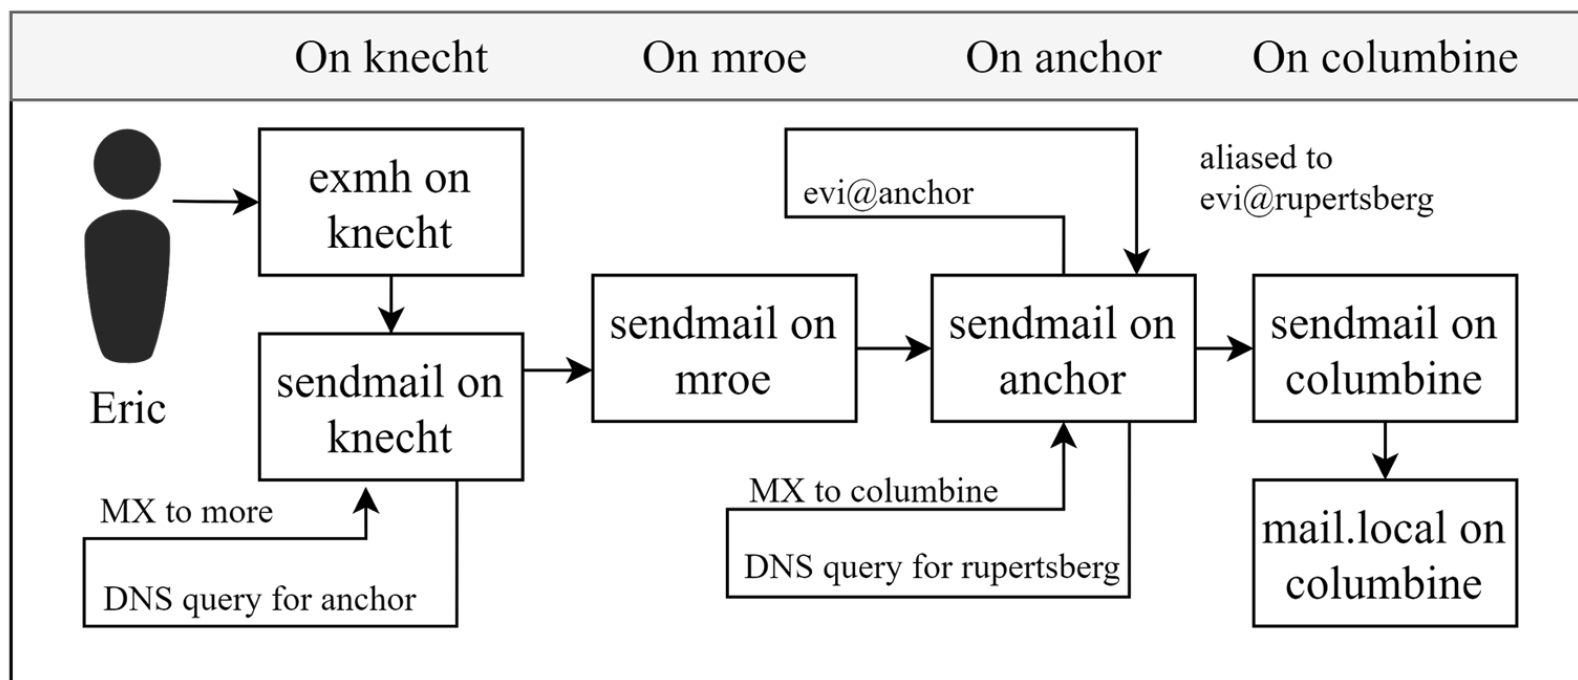 On knecht
On mroe
On anchor
On columbine
exmh on
knecht
evi@anchor
aliased to
evi@rupertsberg
sendmail on
mroe
sendmail on
anchor
sendmail on
columbine
Eric
sendmail on
knecht
MX to more
DNS query for anchor
MX to columbine
DNS query for rupertsberg
mail.local on
columbine